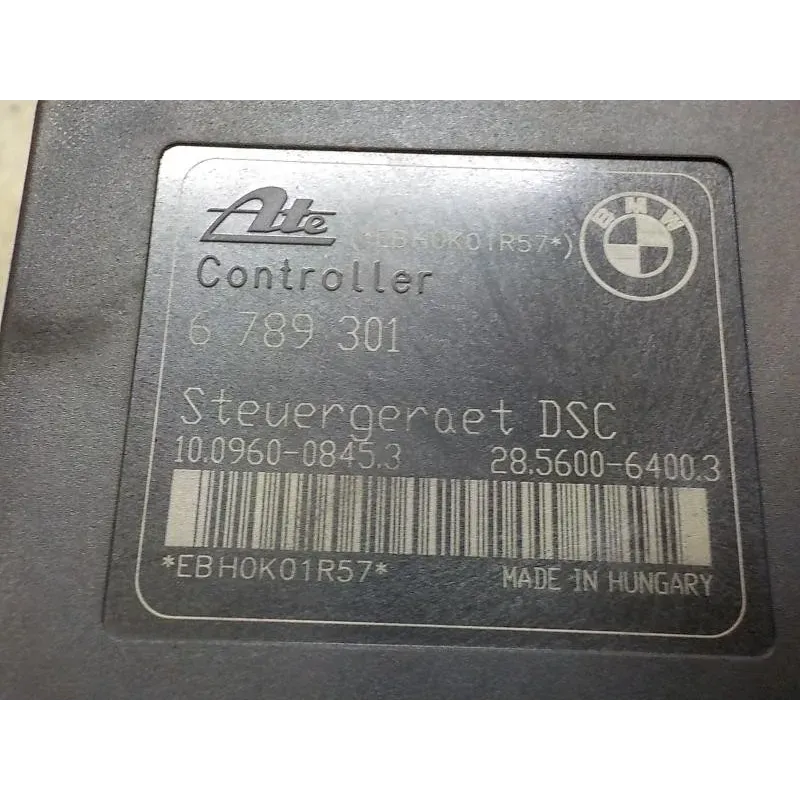 Ate (*EBH0K01R57*) BMW
Controller
6 789 301
Steuergeraet DSC
10.0960-0845.3 28.5600-6400.3
*EBH0K01R57* MADE IN HUNGARY